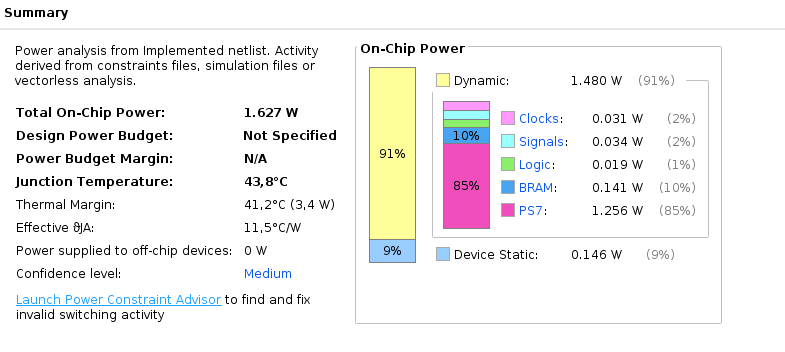 Summary
Power analysis from Implemented netlist. Activity
derived from constraints files, simulation files or
vectorless analysis.
Total On-Chip Power: 1.627 W
Design Power Budget: Not Specified
Power Budget Margin: N/A
Junction Temperature: 43,8°C
Thermal Margin: 41,2°C (3,4 W)
Effective ϑJA: 11,5°C/W
Power supplied to off-chip devices: 0 W
Confidence level: Medium
Launch Power Constraint Advisor to find and fix
invalid switching activity
On-Chip Power
91%
9%
Dynamic: 1.480 W (91%)
10%
85%
Clocks: 0.031 W (2%)
Signals: 0.034 W (2%)
Logic: 0.019 W (1%)
BRAM: 0.141 W (10%)
PS7: 1.256 W (85%)
Device Static: 0.146 W (9%)